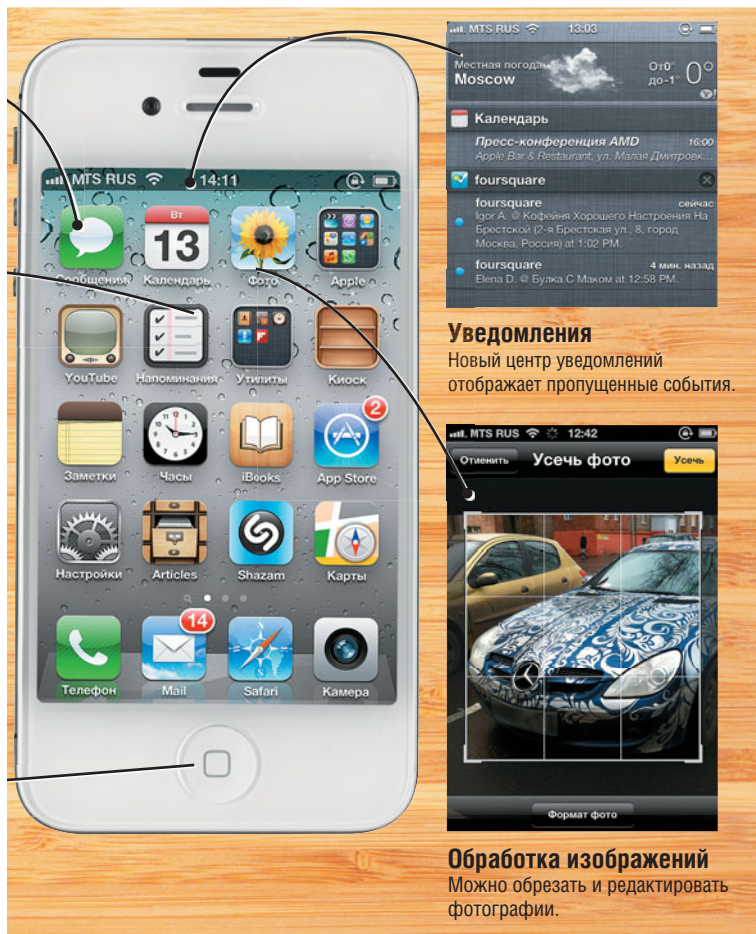 MTS RUS 14:11
Вт
13
Сообщения Календарь Фото Apple
YouTube Напоминания Утилиты Киоск
2
Заметки Часы iBooks App Store
Настройки Articles Shazam Карты
14
Телефон Mail Safari Камера
MTS RUS 13:03
Местная погода
Moscow
От 0°
до -1°
0°
Y!
Календарь
Пресс-конференция AMD 16:00
Apple Bar & Restaurant, ул. Малая Дмитровк...
foursquare
foursquare сейчас
Igor A. @ Кофейня Хорошего Настроения На
Брестской (2-я Брестская ул., 8, город
Москва, Россия) at 1:02 PM.
foursquare 4 мин. назад
Elena D. @ Булка С Маком at 12:58 PM.
Уведомления
Новый центр уведомлений
отображает пропущенные события.
MTS RUS 12:42
Отменить Усечь фото Усечь
Формат фото
Обработка изображений
Можно обрезать и редактировать
фотографии.